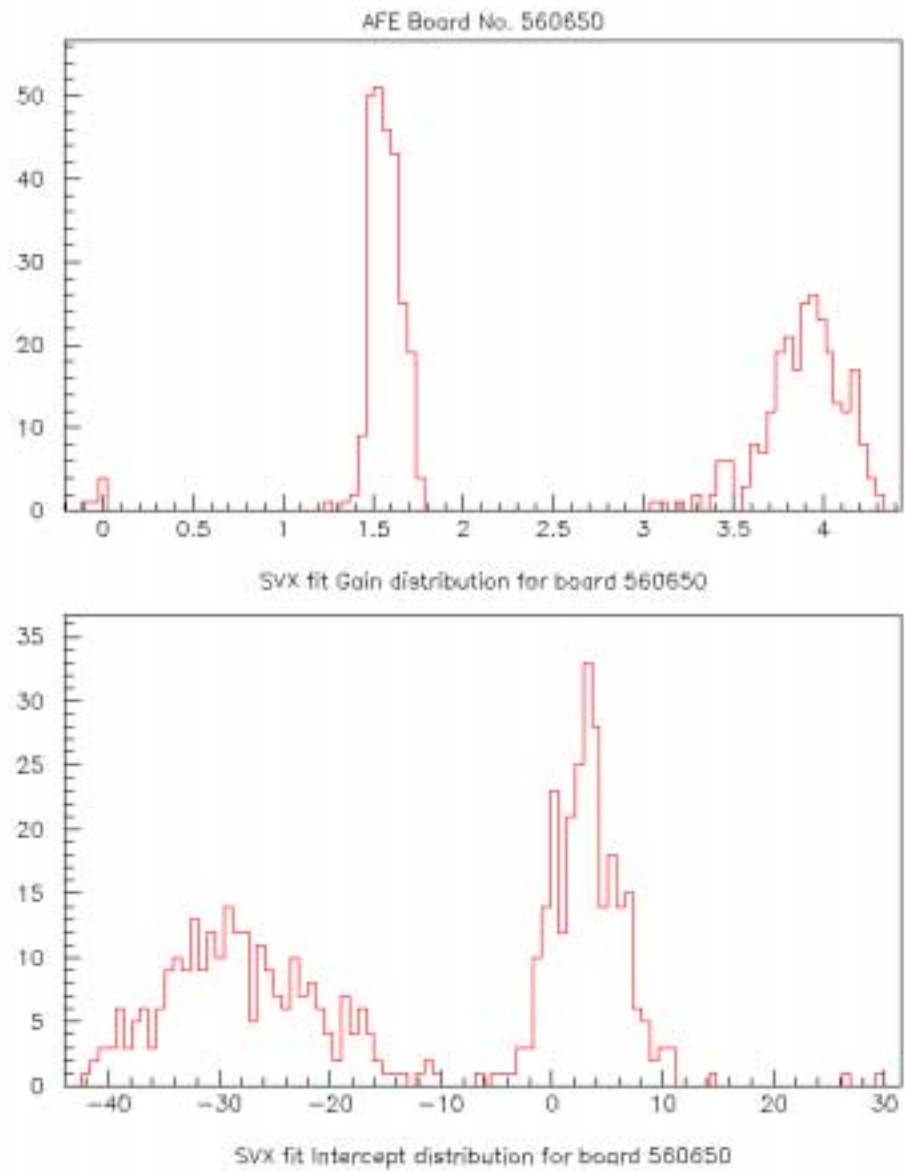 AFE Board No. 560650
50
40
30
20
10
0
0 0.5 1 1.5 2 2.5 3 3.5 4
SVX fit Gain distribution for board 560650
35
30
25
20
15
10
5
0
−40 −30 −20 −10 0 10 20 30
SVX fit Intercept distribution for board 560650